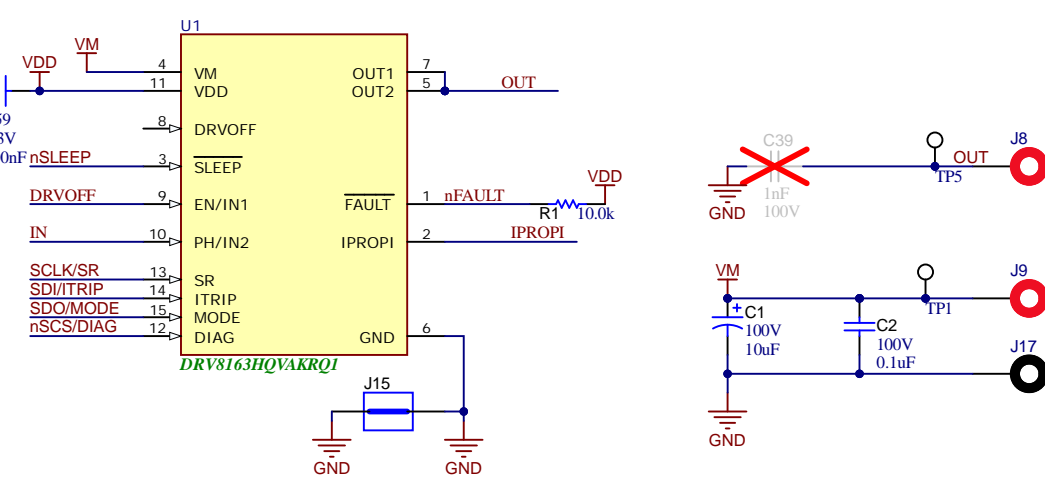 U1
VM
VDD
4
VM
OUT1
7
11
VDD
OUT2
5
OUT
8
DRVOFF
9
3V
0nF
nSLEEP
3
SLEEP
DRVOFF
9
EN/IN1
FAULT
1
nFAULT
VDD
R1
10.0k
IN
10
PH/IN2
IPROPI
2
IPROPI
SCLK/SR
13
SR
SDI/ITRIP
14
ITRIP
SDO/MODE
15
MODE
nSCS/DIAG
12
DIAG
GND
6
DRV8163HQVAKRQ1
J15
GND
GND
C39
1nF
100V
GND
TP5
OUT
J8
VM
C1
100V
10uF
C2
100V
0.1uF
TP1
J9
J17
GND